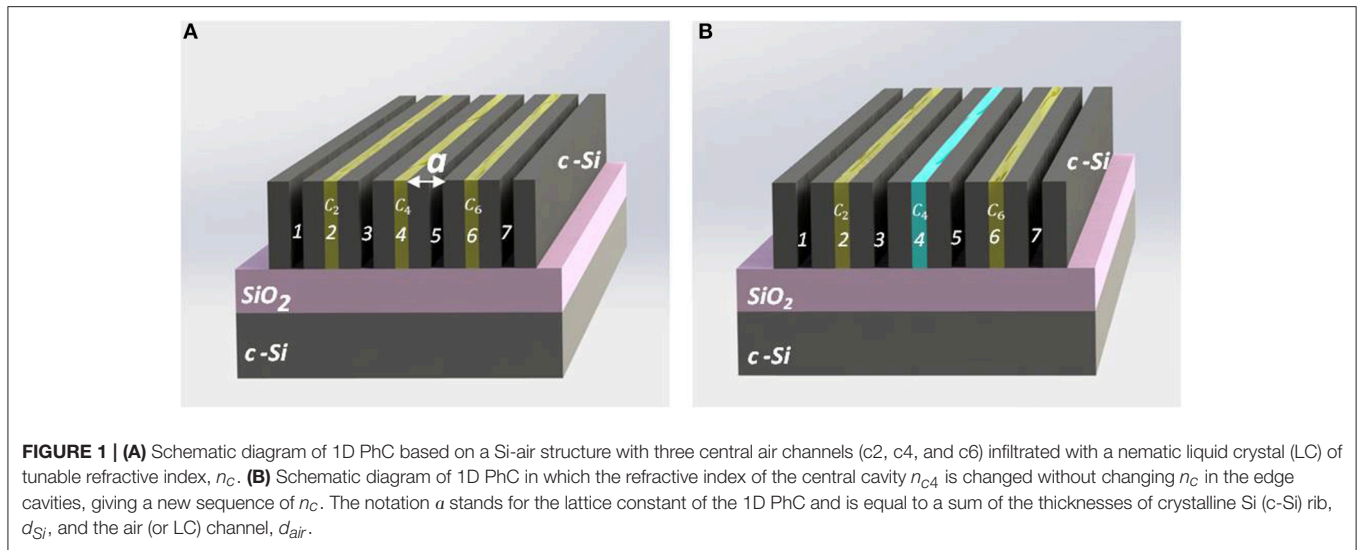 A
B
a
c-Si
C2 C4 C6
1 2 3 4 5 6 7
SiO2
c-Si
c-Si
C2 C4 C6
1 2 3 4 5 6 7
SiO2
c-Si
FIGURE 1 | (A) Schematic diagram of 1D PhC based on a Si-air structure with three central air channels (c2, c4, and c6) infiltrated with a nematic liquid crystal (LC) of
tunable refractive index, nc. (B) Schematic diagram of 1D PhC in which the refractive index of the central cavity nc4 is changed without changing nc in the edge
cavities, giving a new sequence of nc. The notation a stands for the lattice constant of the 1D PhC and is equal to a sum of the thicknesses of crystalline Si (c-Si) rib,
dSi, and the air (or LC) channel, dair.